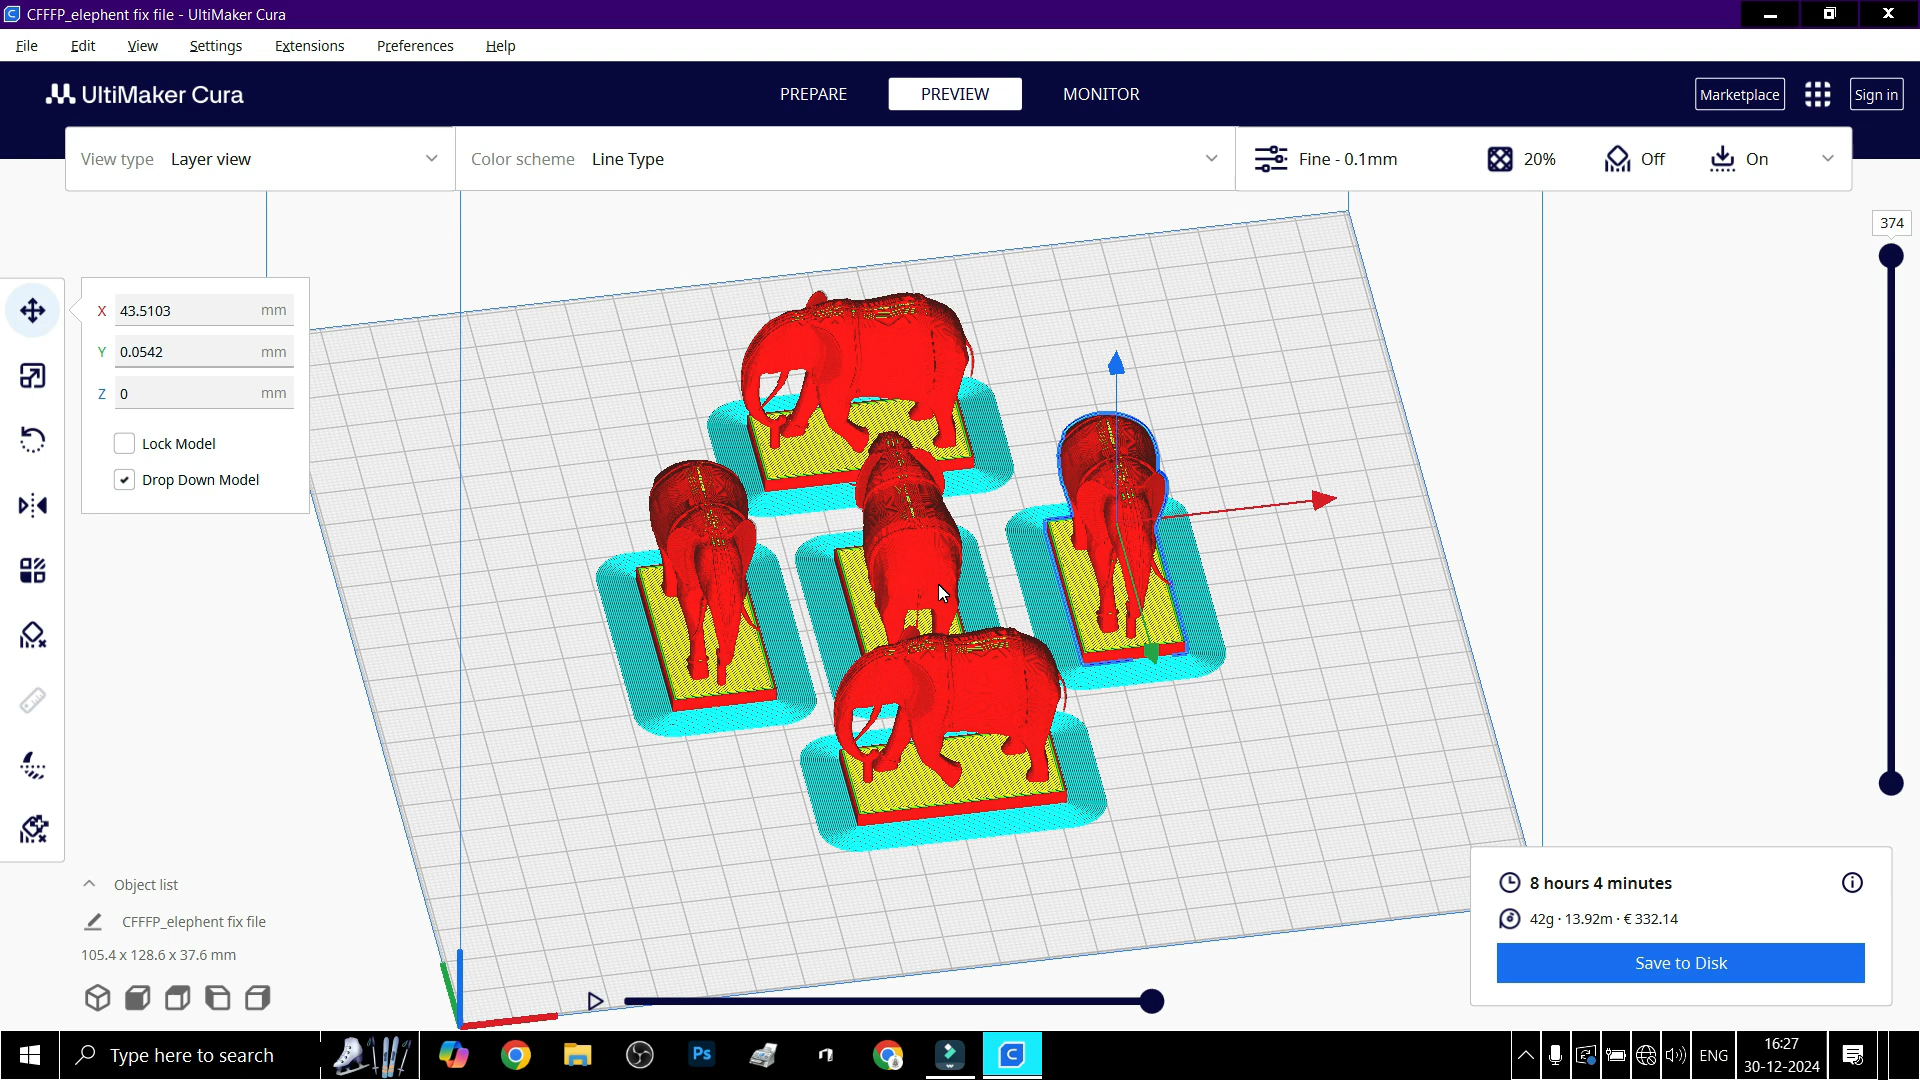 CFFFP_elephent fix file - UltiMaker Cura
File Edit View Settings Extensions Preferences Help
UltiMaker Cura
PREPARE PREVIEW MONITOR
Marketplace
Sign in
View type Layer view
Color scheme Line Type
Fine - 0.1mm
20%
Off
On
374
X 43.5103 mm
Y 0.0542 mm
Z 0 mm
Lock Model
Drop Down Model
Object list
CFFFP_elephent fix file
105.4 x 128.6 x 37.6 mm
8 hours 4 minutes
42g · 13.92m · € 332.14
Save to Disk
Type here to search
Ps
ENG
16:27
30-12-2024